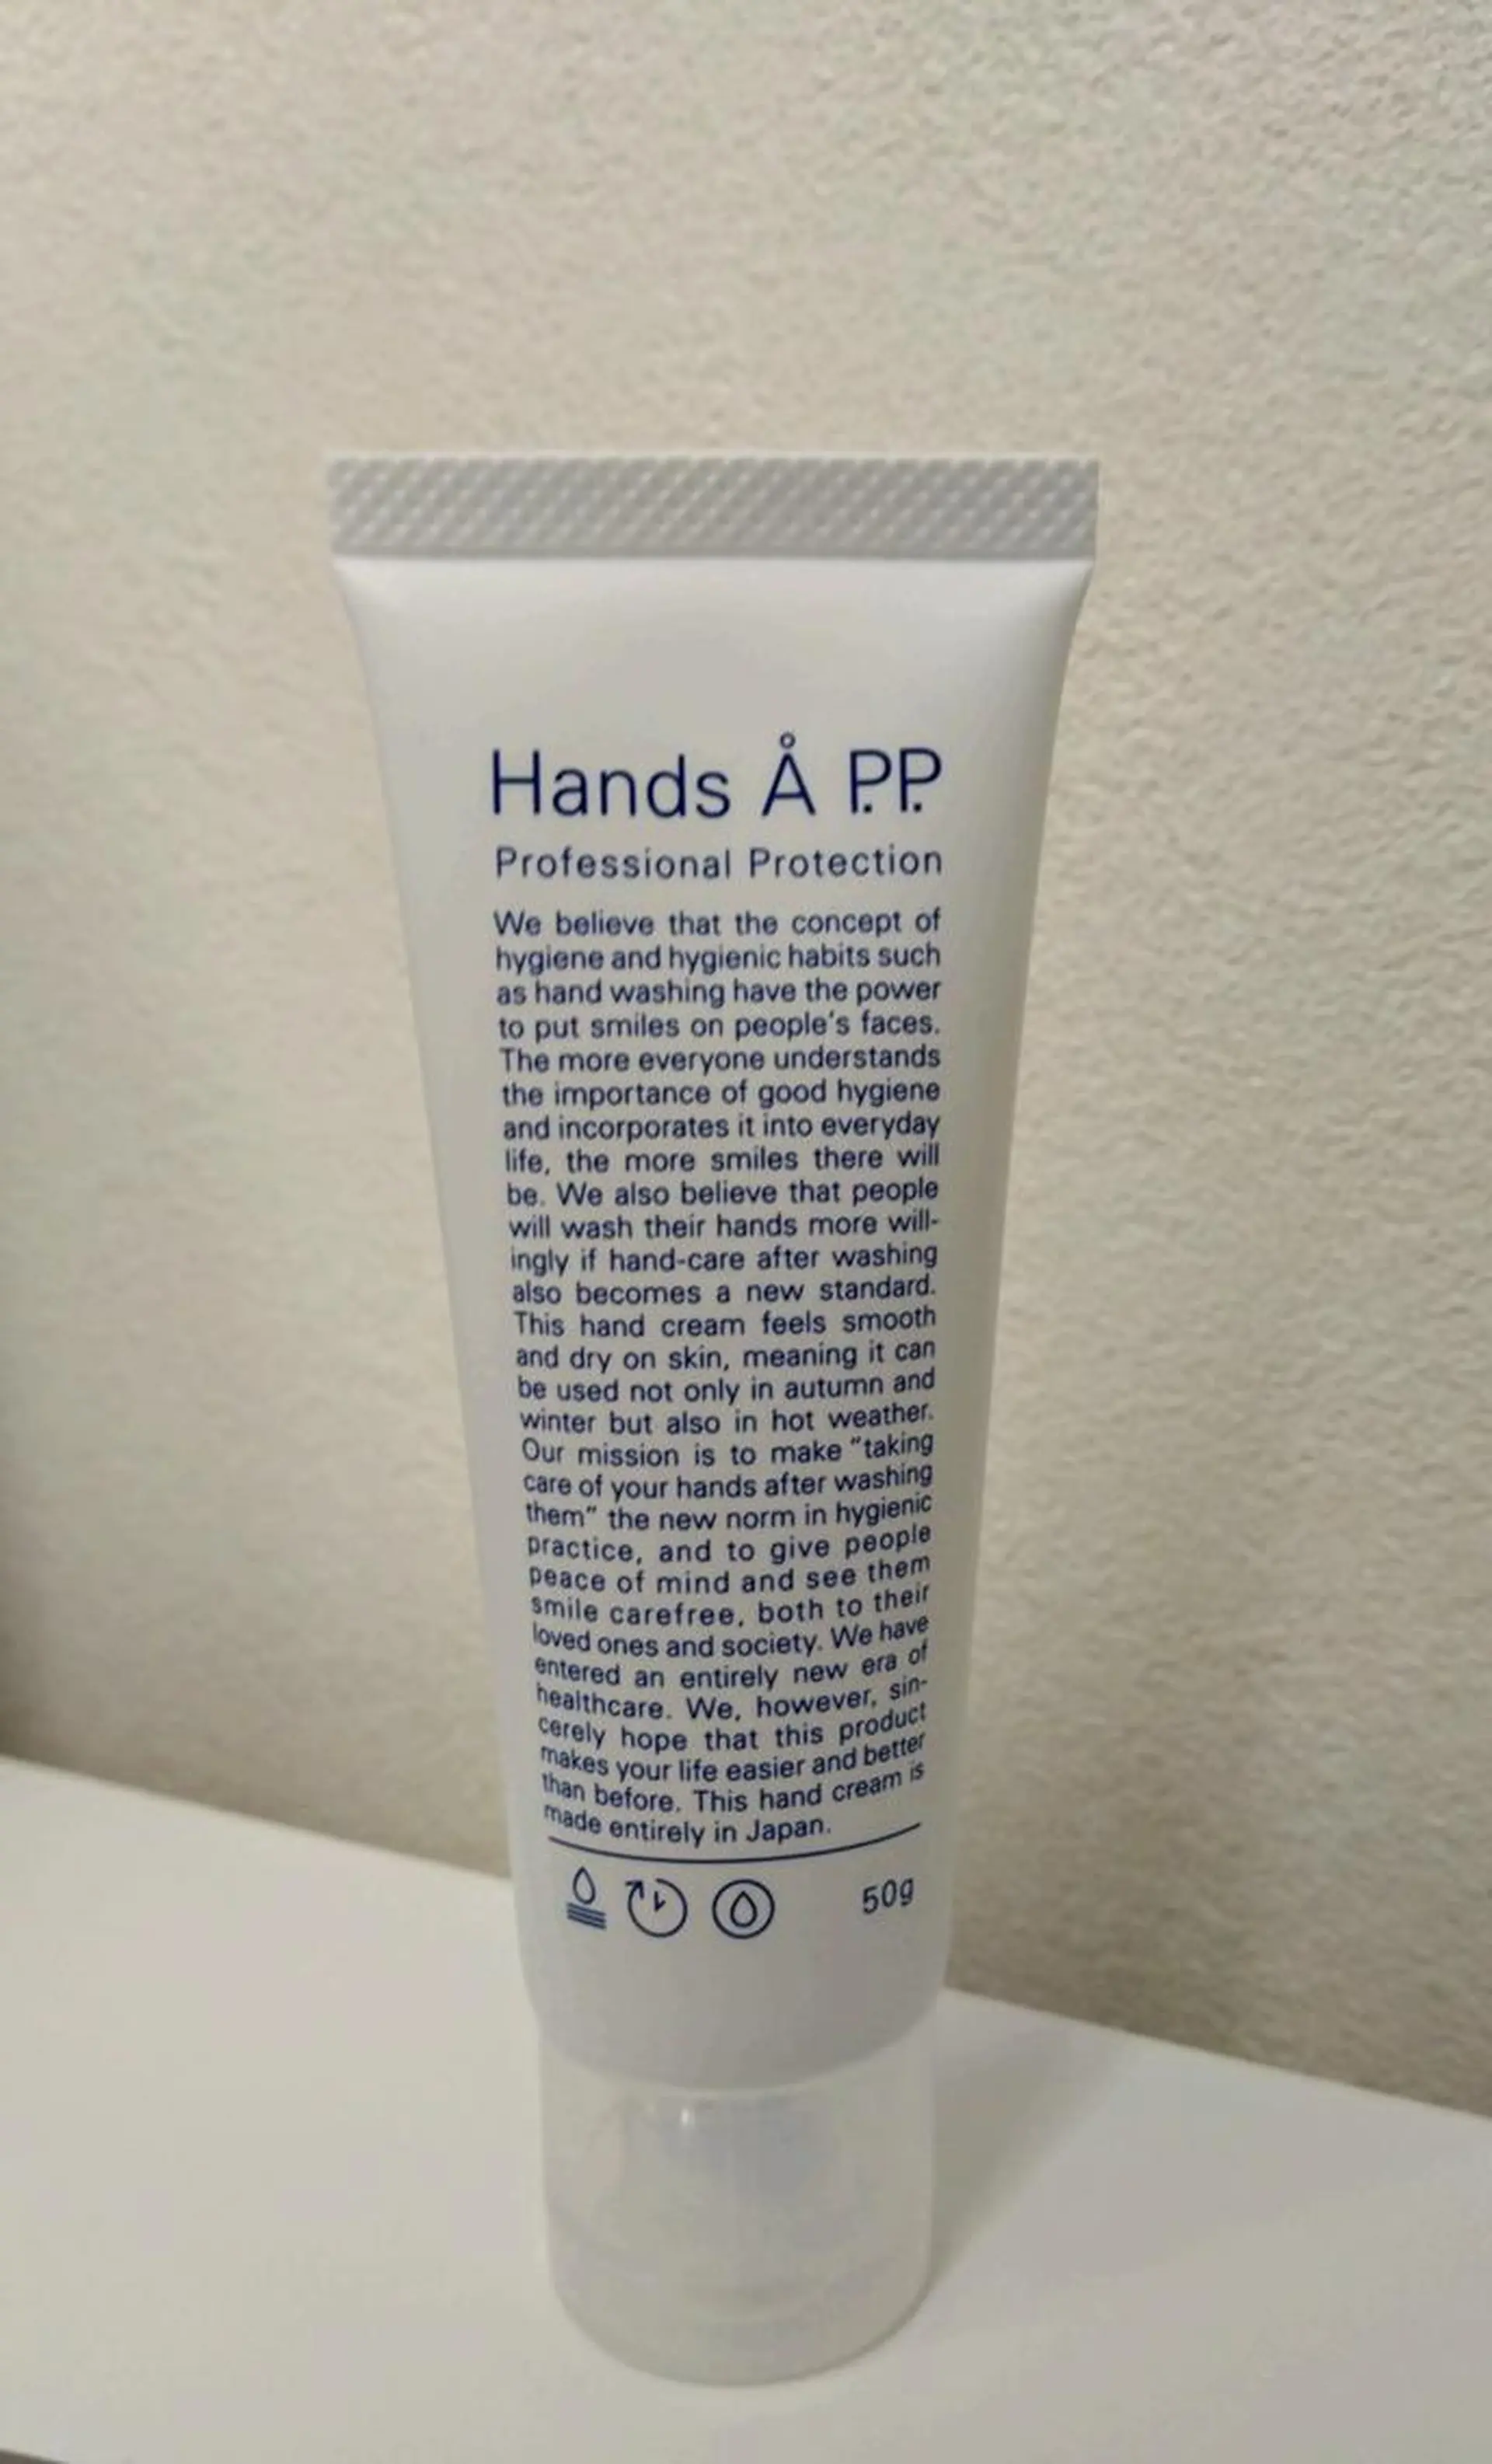 Hands Å P.P.
Professional Protection
We believe that the concept of
hygiene and hygienic habits such
as hand washing have the power
to put smiles on people's faces.
The more everyone understands
the importance of good hygiene
and incorporates it into everyday
life, the more smiles there will
be. We also believe that people
will wash their hands more will-
ingly if hand-care after washing
also becomes a new standard.
This hand cream feels smooth
and dry on skin, meaning it can
be used not only in autumn and
winter but also in hot weather.
Our mission is to make "taking
care of your hands after washing
them" the new norm in hygienic
practice, and to give people
peace of mind and see them
smile carefree, both to their
loved ones and society. We have
entered an entirely new era of
healthcare. We, however, sin-
cerely hope that this product
makes your life easier and better
than before. This hand cream is
made entirely in Japan.
50g